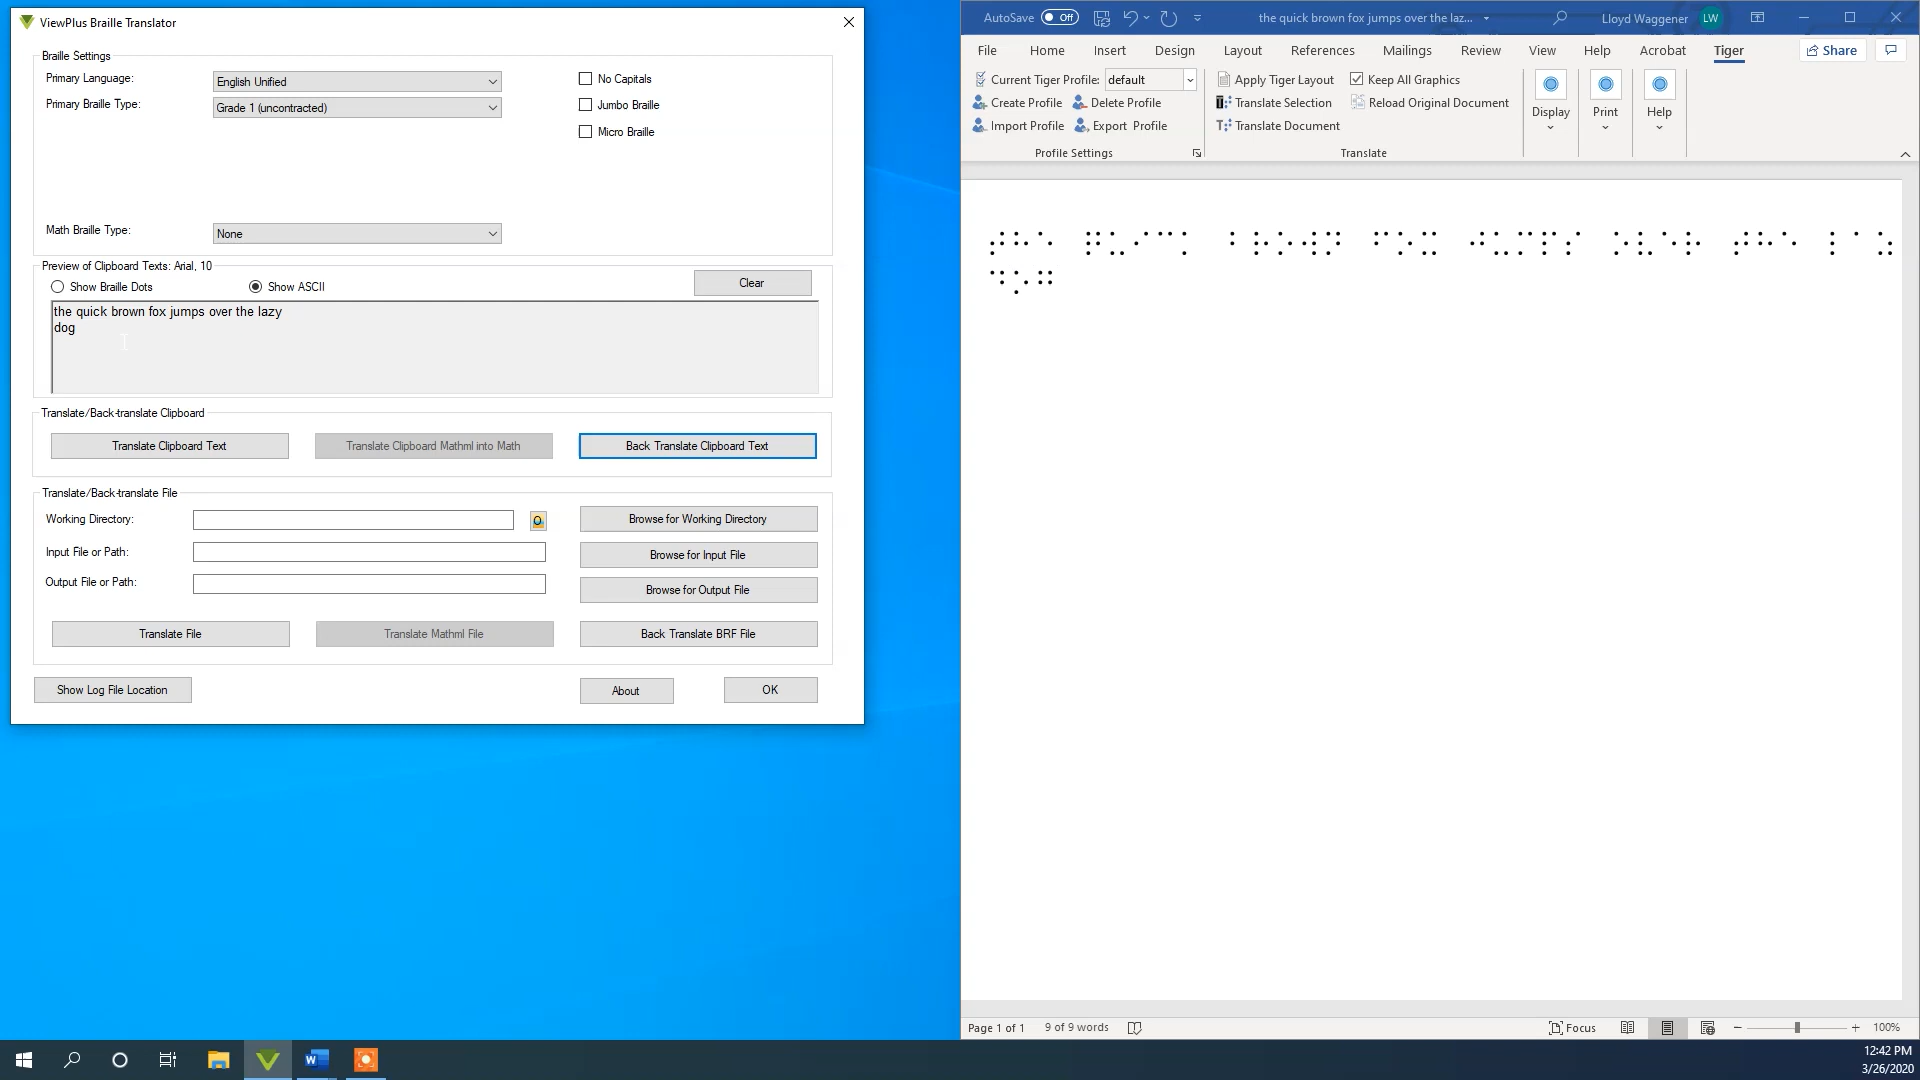 ViewPlus Braille Translator
Braille Settings
Primary Language: English Unified
Primary Braille Type: Grade 1 (uncontracted)
No Capitals
Jumbo Braille
Micro Braille
Math Braille Type: None
Preview of Clipboard Texts: Arial, 10
Show Braille Dots Show ASCII Clear
the quick brown fox jumps over the lazy
dog
Translate/Back-translate Clipboard
Translate Clipboard Text Translate Clipboard Mathml into Math Back Translate Clipboard Text
Translate/Back-translate File
Working Directory: Browse for Working Directory
Input File or Path: Browse for Input File
Output File or Path: Browse for Output File
Translate File Translate Mathml File Back Translate BRF File
Show Log File Location About OK
AutoSave Off the quick brown fox jumps over the laz... Lloyd Waggener LW
File Home Insert Design Layout References Mailings Review View Help Acrobat Tiger Share
Current Tiger Profile: default Apply Tiger Layout Keep All Graphics
Create Profile Delete Profile Translate Selection Reload Original Document
Import Profile Export Profile Translate Document
Display Print Help
Profile Settings Translate
⠞⠓⠑ ⠟⠥⠊⠉⠅ ⠃⠗⠕⠺⠝ ⠋⠕⠭ ⠚⠥⠍⠏⠎ ⠕⠧⠑⠗ ⠞⠓⠑ ⠇⠁⠵
⠽⠙⠕⠛
Page 1 of 1 9 of 9 words Focus 100%
12:42 PM
3/26/2020